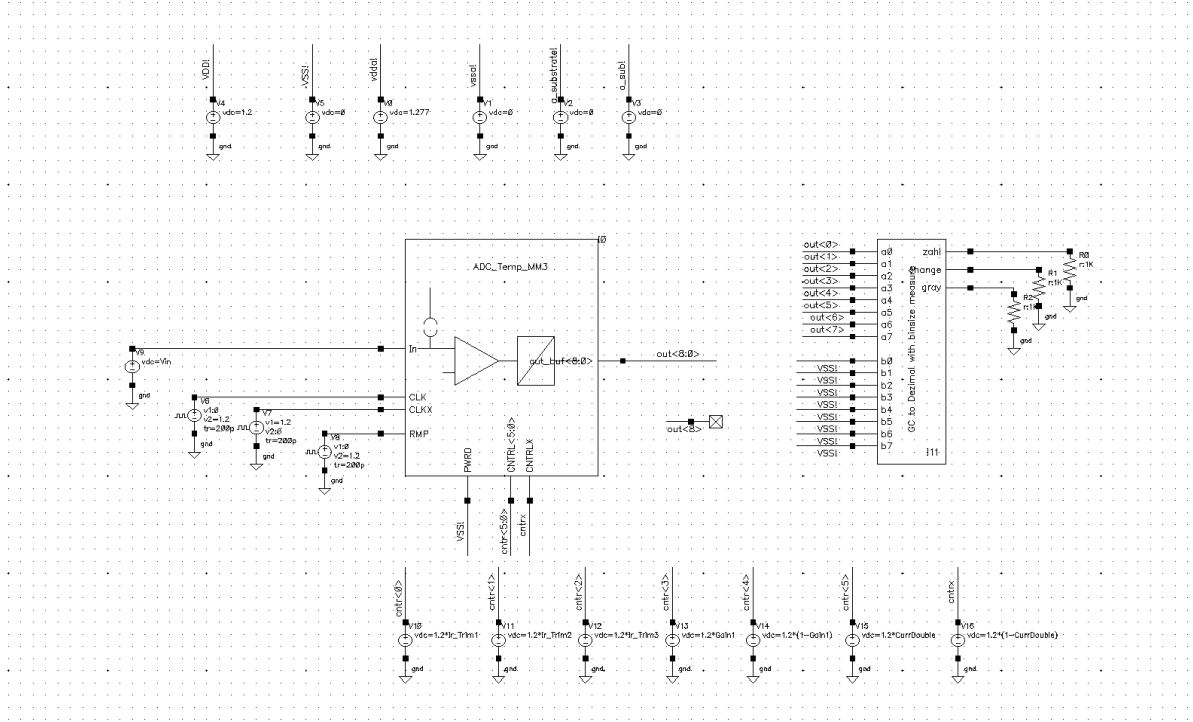 VDD!
V4
vdc=1.2
gnd
VSS!
V5
vdc=0
gnd
vdda!
V0
vdc=1.277
gnd
vssa!
V1
vdc=0
gnd
a_substrate!
V2
vdc=0
gnd
a_sub!
V3
vdc=0
gnd
I0
ADC_Temp_MM3
In
CLK
CLKX
RMP
PWRD
CNTRL<5:0>
CNTRLX
out_buf<8:0>
out<8:0>
out<8>
V9
vdc=Vin
gnd
V6
v1:0
v2=1.2
tr=200p
gnd
V7
v1=1.2
v2:0
tr=200p
gnd
V8
v1:0
v2=1.2
tr=200p
gnd
VSS!
cntr<5:0>
cntrx
out<0>
out<1>
out<2>
out<3>
out<4>
out<5>
out<6>
out<7>
VSS!
VSS!
VSS!
VSS!
VSS!
VSS!
VSS!
VSS!
a0
a1
a2
a3
a4
a5
a6
a7
b0
b1
b2
b3
b4
b5
b6
b7
GC to Dezimal with binsize measure
zahl
change
gray
I11
R0
r:1K
gnd
R1
r:1K
gnd
R2
r:1K
gnd
cntr<0>
V10
vdc=1.2*Ir_Trim1
gnd
cntr<1>
V11
vdc=1.2*Ir_Trim2
gnd
cntr<2>
V12
vdc=1.2*Ir_Trim3
gnd
cntr<3>
V13
vdc=1.2*Gain1
gnd
cntr<4>
V14
vdc=1.2*(1-Gain1)
gnd
cntr<5>
V15
vdc=1.2*CurrDouble
gnd
cntrx
V16
vdc=1.2*(1-CurrDouble)
gnd